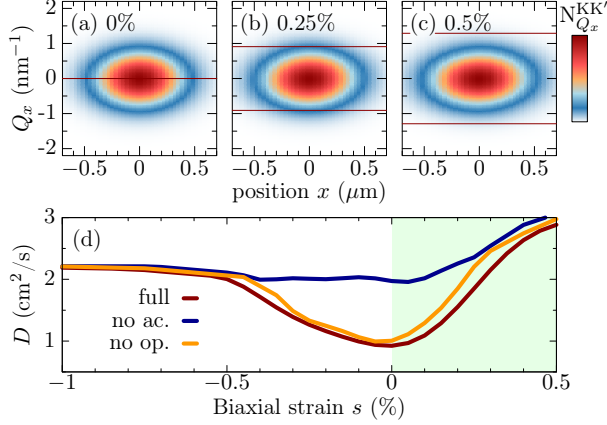 (a) 0% (b) 0.25% (c) 0.5% N_{Q_x}^{KK'}
2
1
0
-1
-2
Q_x (nm⁻¹)
−0.5 0 0.5 −0.5 0 0.5 −0.5 0 0.5
position x (μm)
(d)
3
2
1
D (cm²/s)
full
no ac.
no op.
−1 −0.5 0 0.5
Biaxial strain s (%)